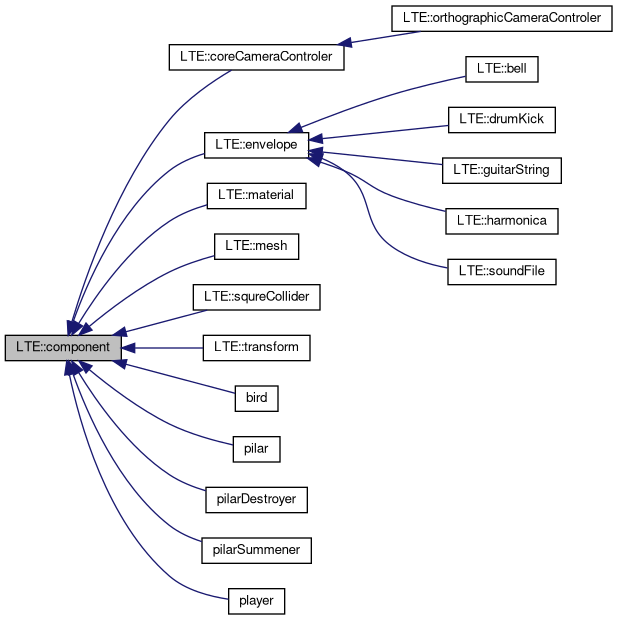 LTE::orthographicCameraControler
LTE::coreCameraControler
LTE::bell
LTE::drumKick
LTE::envelope
LTE::guitarString
LTE::material
LTE::harmonica
LTE::mesh
LTE::soundFile
LTE::squreCollider
LTE::component
LTE::transform
bird
pilar
pilarDestroyer
pilarSummener
player